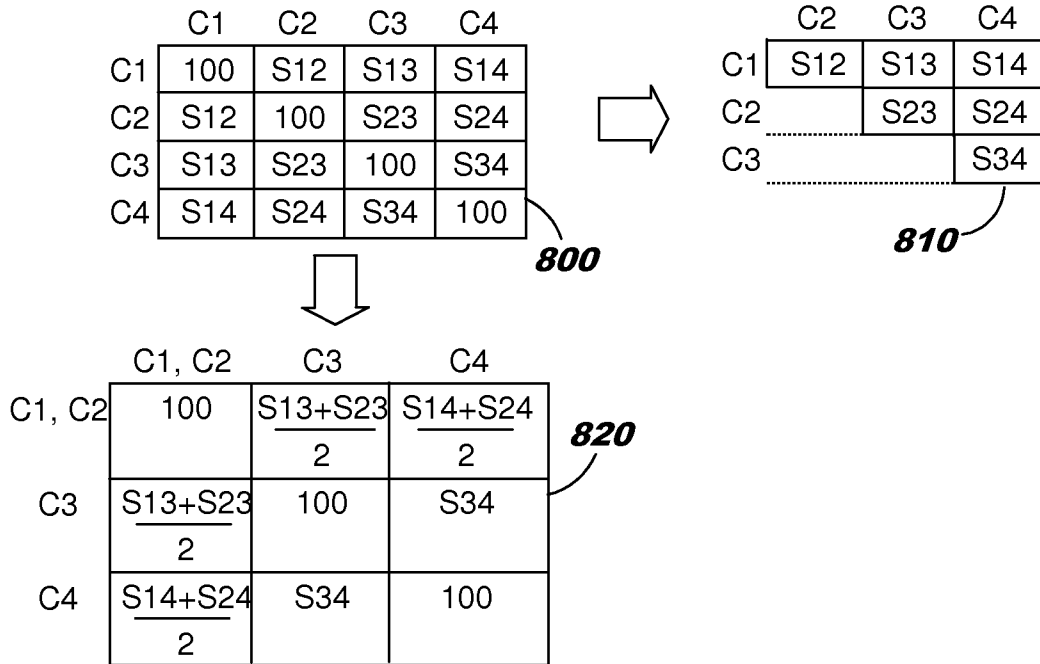 C1 C2 C3 C4
C1 100 S12 S13 S14
C2 S12 100 S23 S24
C3 S13 S23 100 S34
C4 S14 S24 S34 100
800
C2 C3 C4
C1 S12 S13 S14
C2 S23 S24
C3 S34
810
C1, C2 C3 C4
C1, C2 100 S13+S23 S14+S24
2 2
C3 S13+S23 100 S34
2
C4 S14+S24 S34 100
2
820